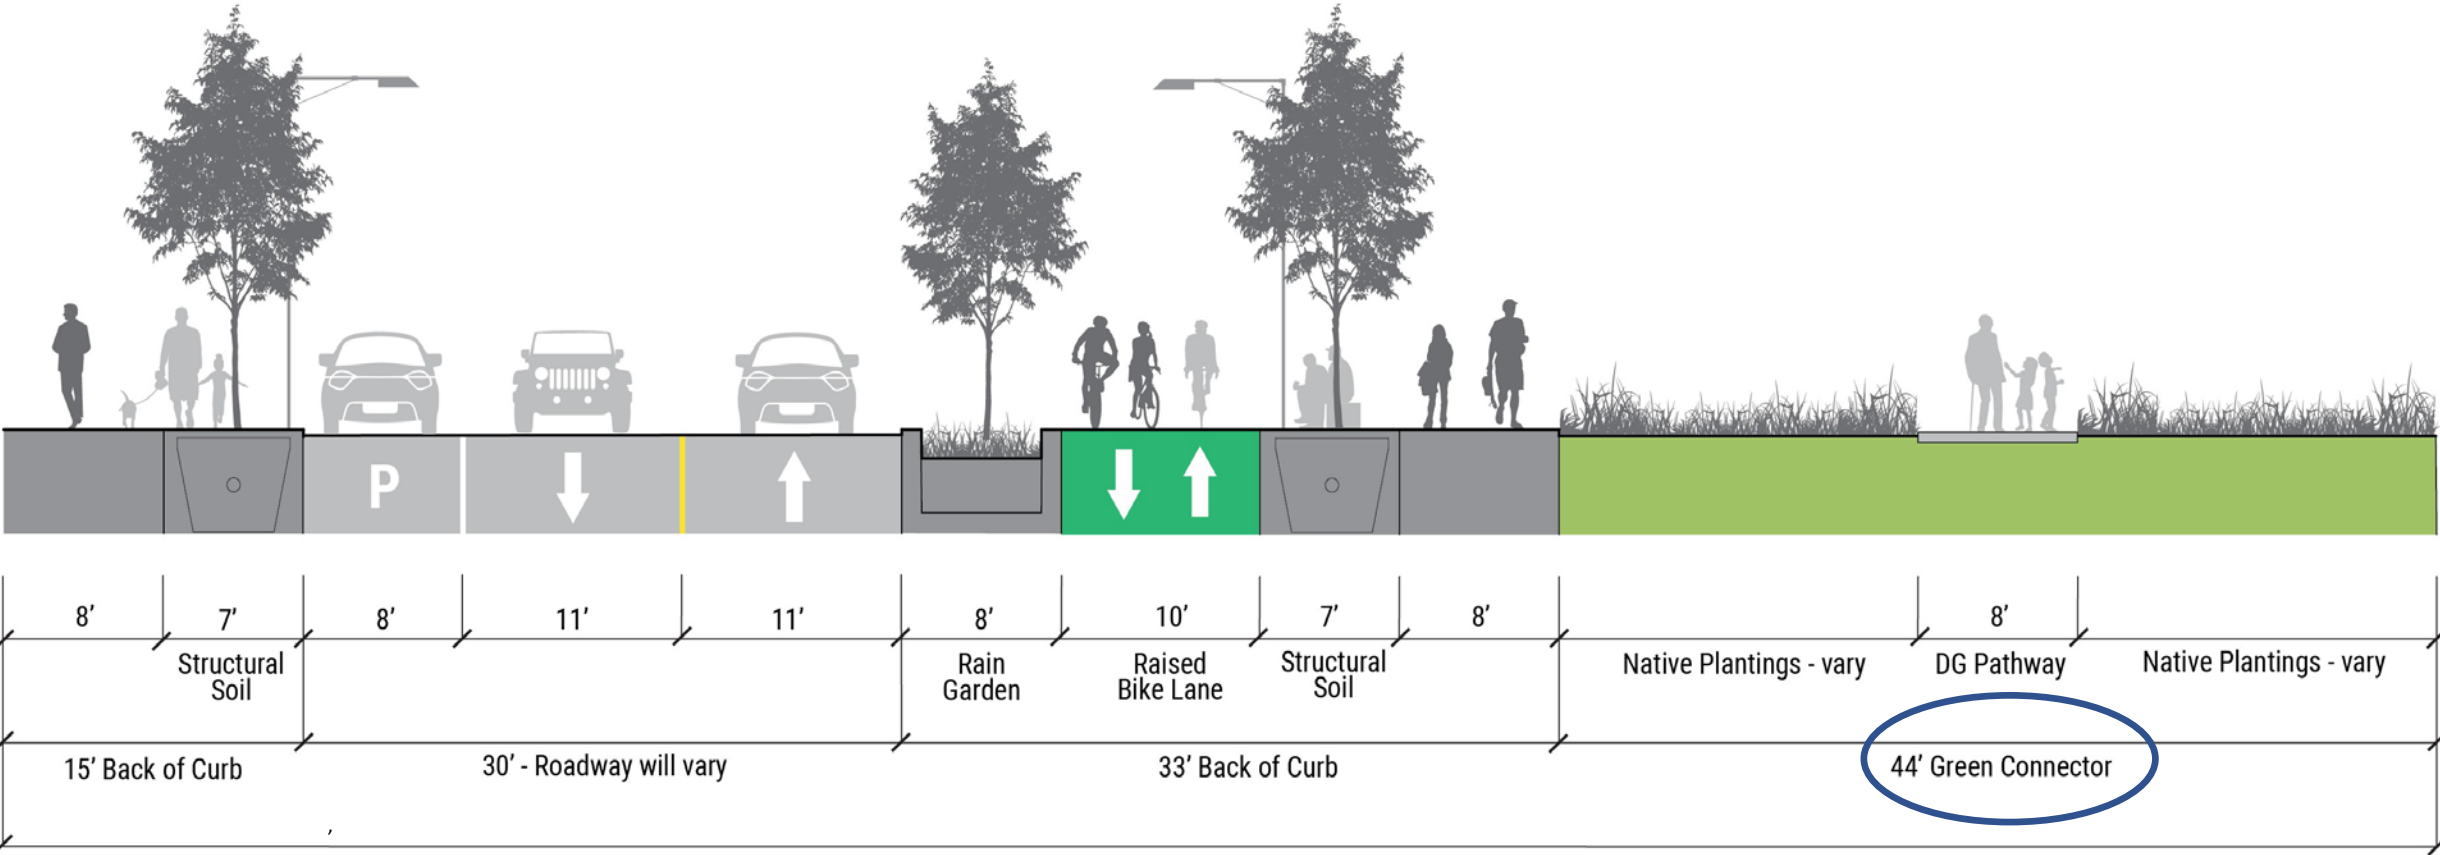 P
8' 7' 8' 11' 11' 8' 10' 7' 8' 8'
Structural
Soil
Rain
Garden
Raised
Bike Lane
Structural
Soil
Native Plantings - vary
DG Pathway
Native Plantings - vary
15' Back of Curb
30' - Roadway will vary
33' Back of Curb
44' Green Connector
,